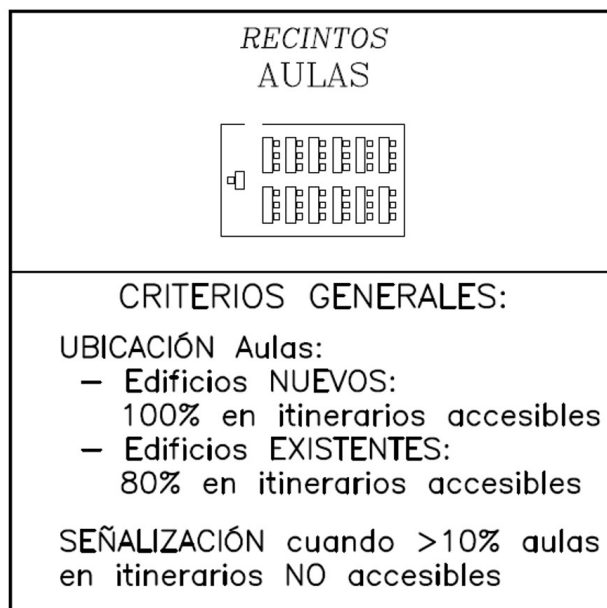 RECINTOS
AULAS
CRITERIOS GENERALES:
UBICACIÓN Aulas:
— Edificios NUEVOS:
100% en itinerarios accesibles
— Edificios EXISTENTES:
80% en itinerarios accesibles
SEÑALIZACIÓN cuando >10% aulas
en itinerarios NO accesibles